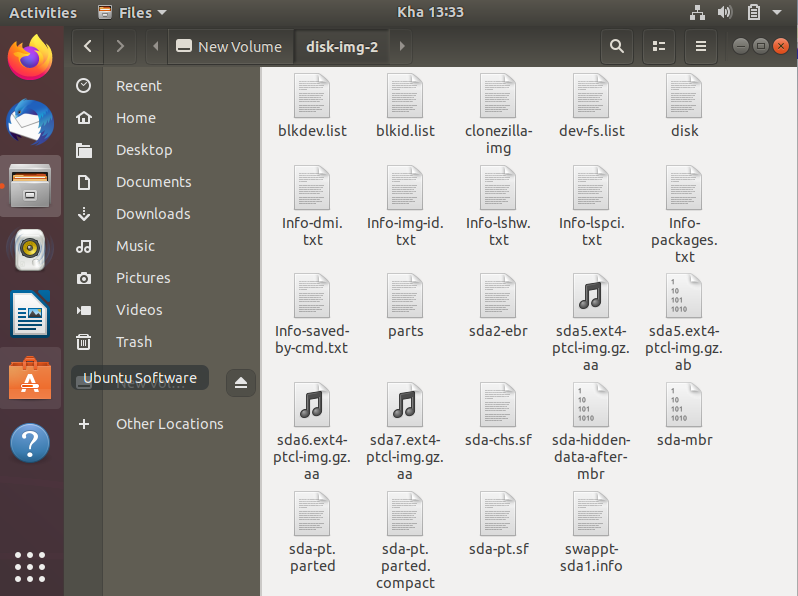 Activities Files Kha 13:33
New Volume disk-img-2
Recent
Home
Desktop
Documents
Downloads
Music
Pictures
Videos
Trash
Ubuntu Software
Other Locations
blkdev.list
blkid.list
clonezilla-
img
dev-fs.list
disk
Info-dmi.
txt
Info-img-id.
txt
Info-lshw.
txt
Info-lspci.
txt
Info-
packages.
txt
Info-saved-
by-cmd.txt
parts
sda2-ebr
sda5.ext4-
ptcl-img.gz.
aa
sda5.ext4-
ptcl-img.gz.
ab
sda6.ext4-
ptcl-img.gz.
aa
sda7.ext4-
ptcl-img.gz.
aa
sda-chs.sf
sda-hidden-
data-after-
mbr
sda-mbr
sda-pt.
parted
sda-pt.
parted.
compact
sda-pt.sf
swappt-
sda1.info